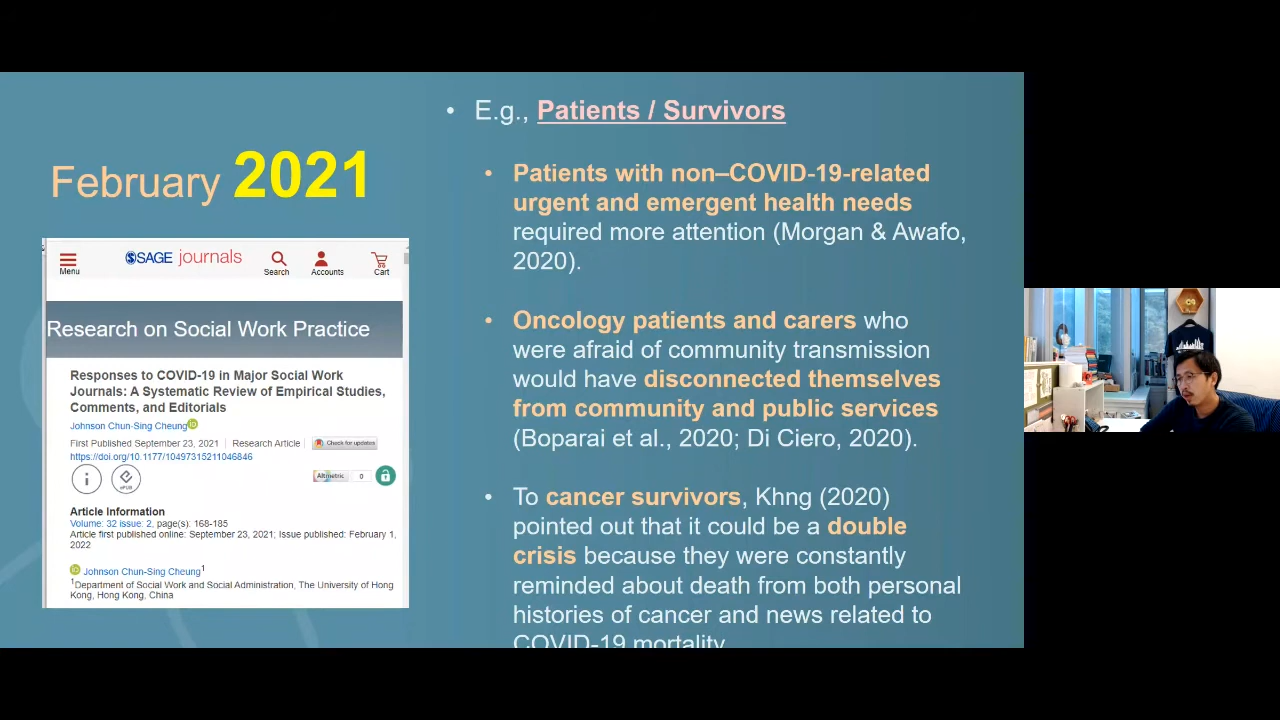 February 2021
SAGE journals
Menu
Search
Accounts
Cart
Research on Social Work Practice
Responses to COVID-19 in Major Social Work
Journals: A Systematic Review of Empirical Studies,
Comments, and Editorials
Johnson Chun-Sing Cheung
First Published September 23, 2021 | Research Article | Check for updates
https://doi.org/10.1177/10497315211046846
Altmetric 0
Article Information
Volume: 32 issue: 2, page(s): 168-185
Article first published online: September 23, 2021; Issue published: February 1,
2022
Johnson Chun-Sing Cheung1
1Department of Social Work and Social Administration, The University of Hong
Kong, Hong Kong, China
• E.g., Patients / Survivors
• Patients with non–COVID-19-related
urgent and emergent health needs
required more attention (Morgan & Awafo,
2020).
• Oncology patients and carers who
were afraid of community transmission
would have disconnected themselves
from community and public services
(Boparai et al., 2020; Di Ciero, 2020).
• To cancer survivors, Khng (2020)
pointed out that it could be a double
crisis because they were constantly
reminded about death from both personal
histories of cancer and news related to
COVID-19 mortality.